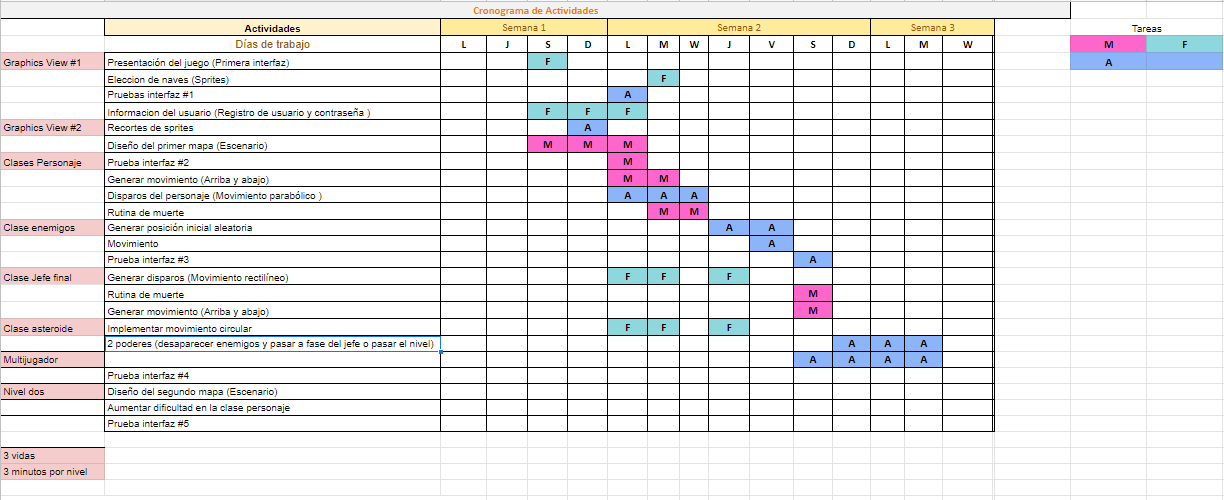 Cronograma de Actividades
Actividades Semana 1 Semana 2 Semana 3 Tareas
Días de trabajo L J S D L M W J V S D L M W M F
Graphics View #1 Presentación del juego (Primera interfaz) F A
Eleccion de naves (Sprites) F
Pruebas interfaz #1 A
Informacion del usuario (Registro de usuario y contraseña ) F F F
Graphics View #2 Recortes de sprites A
Diseño del primer mapa (Escenario) M M M
Clases Personaje Prueba interfaz #2 M
Generar movimiento (Arriba y abajo) M M
Disparos del personaje (Movimiento parabólico ) A A A
Rutina de muerte M M
Clase enemigos Generar posición inicial aleatoria A A
Movimiento A
Prueba interfaz #3 A
Clase Jefe final Generar disparos (Movimiento rectilíneo) F F F
Rutina de muerte M
Generar movimiento (Arriba y abajo) M
Clase asteroide Implementar movimiento circular F F F
2 poderes (desaparecer enemigos y pasar a fase del jefe o pasar el nivel) A A A
Multijugador A A A A
Prueba interfaz #4
Nivel dos Diseño del segundo mapa (Escenario)
Aumentar dificultad en la clase personaje
Prueba interfaz #5
3 vidas
3 minutos por nivel